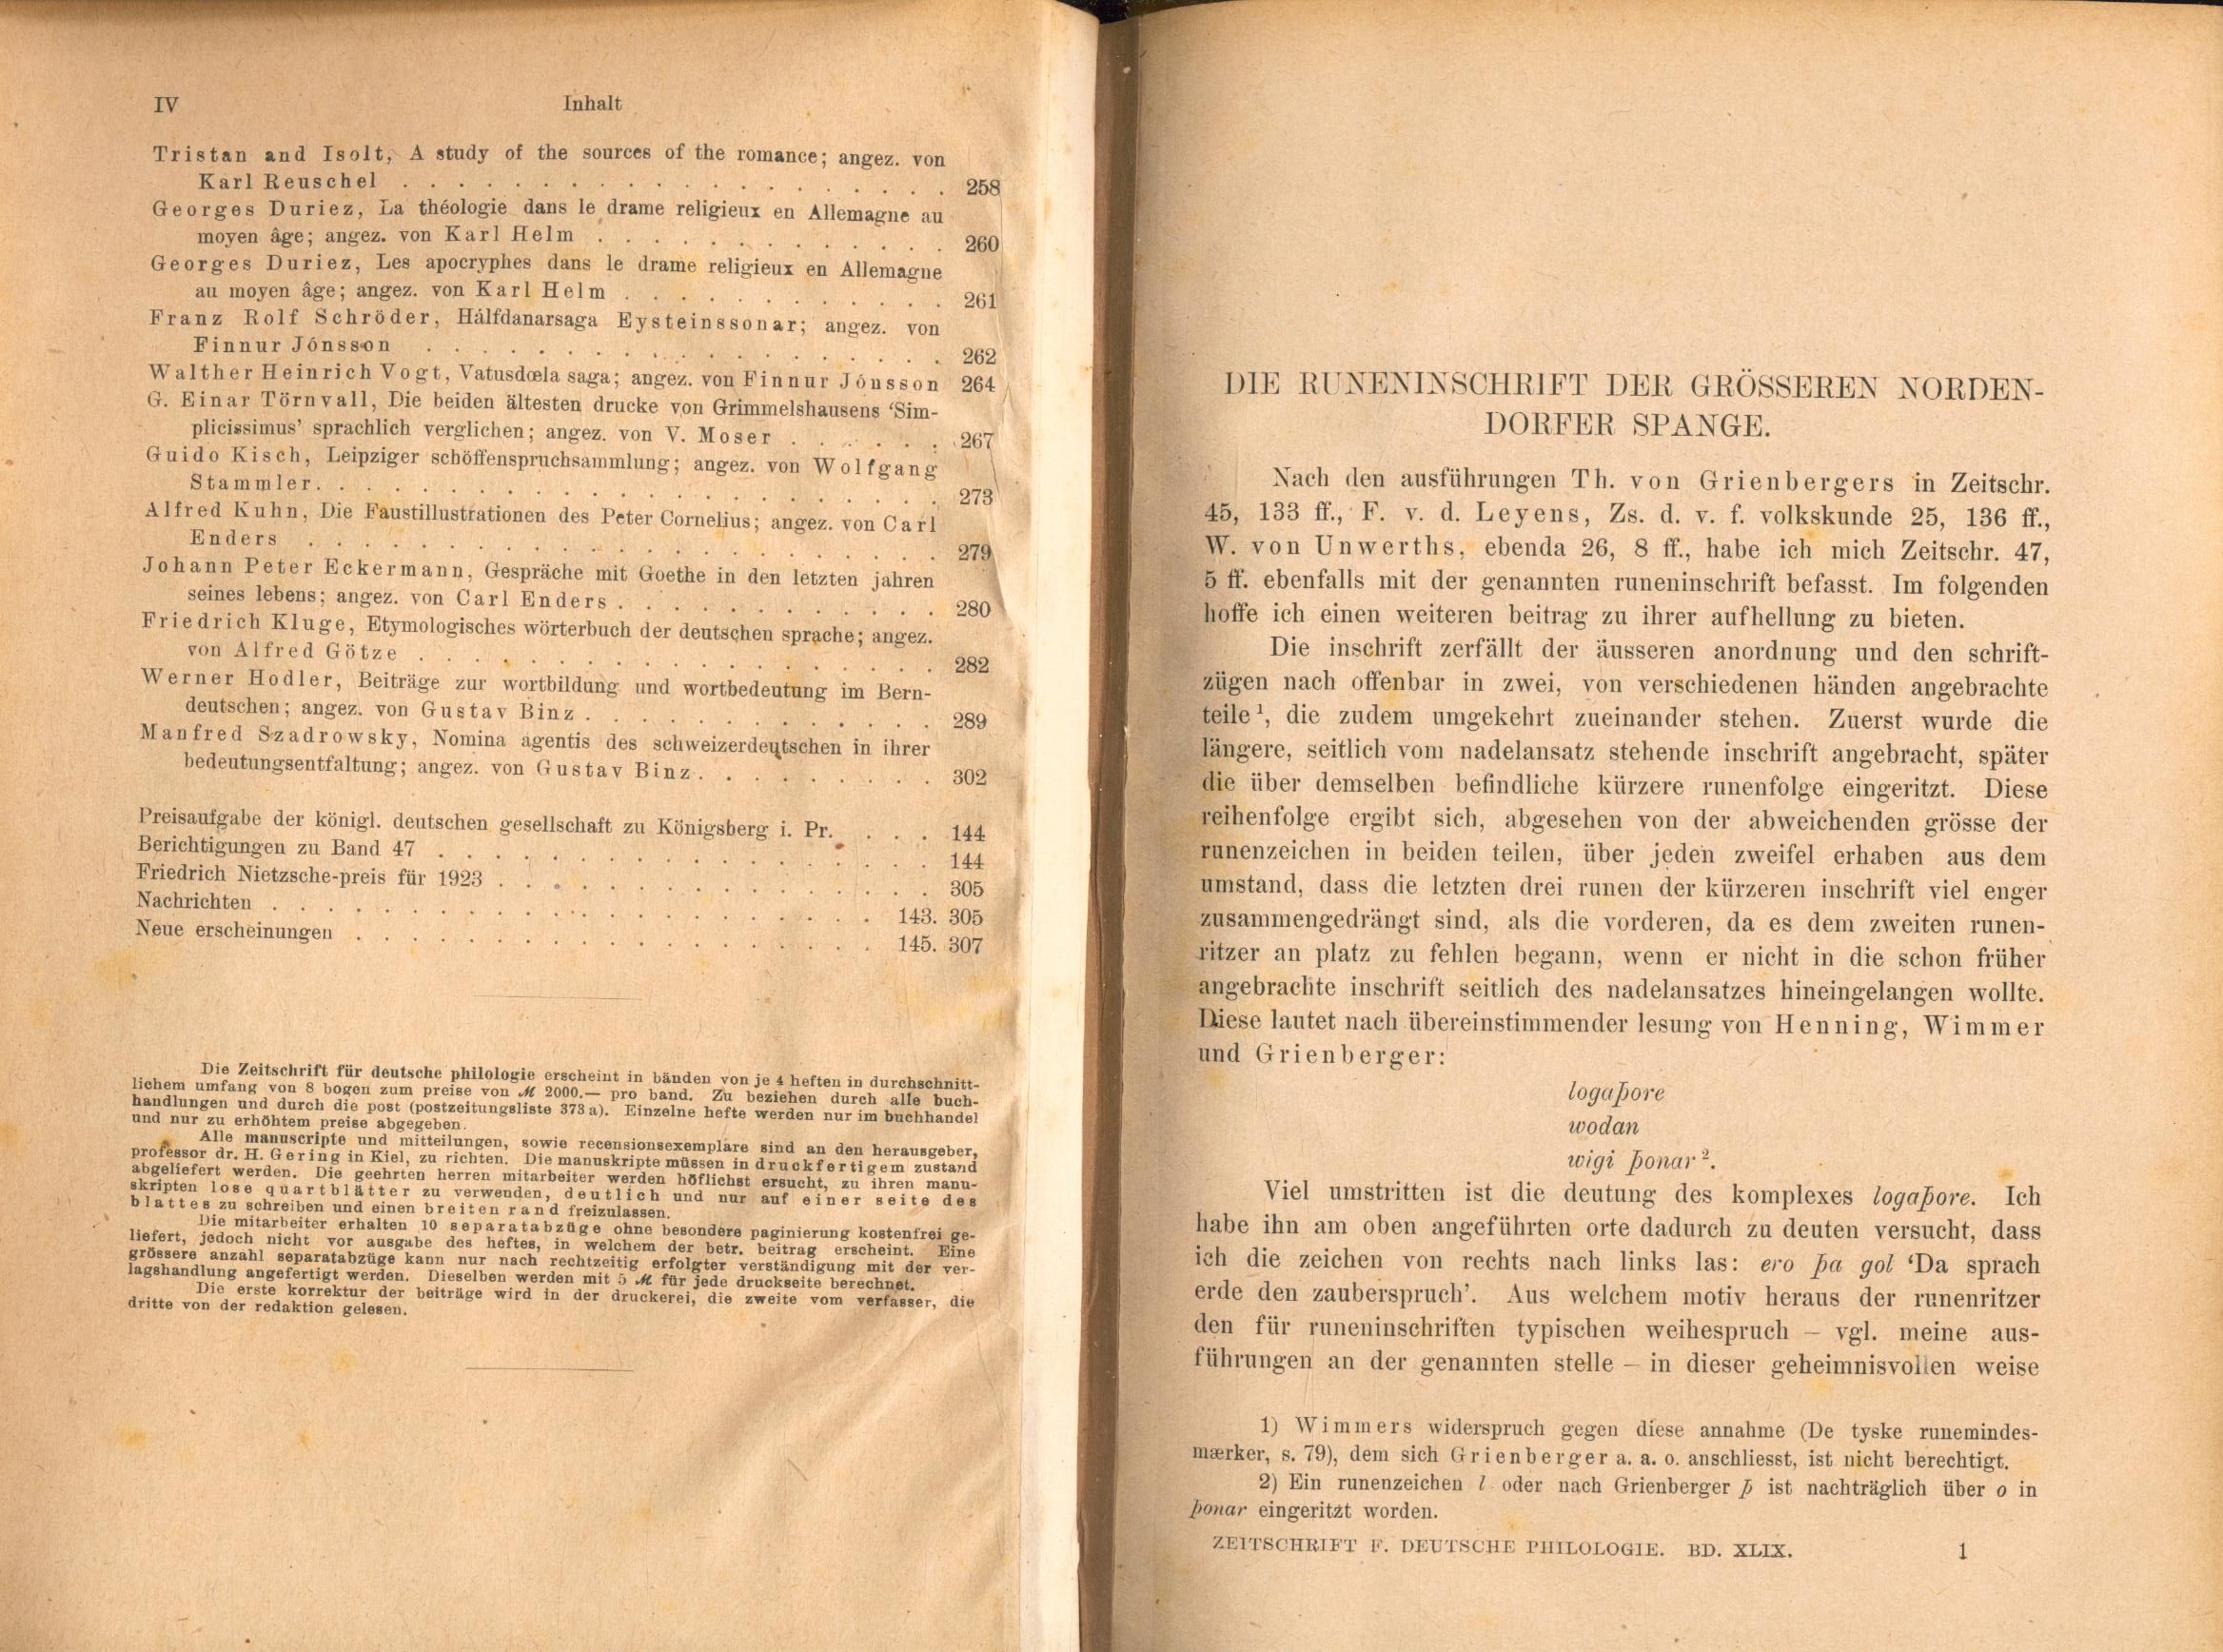 IV Inhalt
Tristan and Isolt, A study of the sources of the romance; angez. von
Karl Reuschel . . . . . . . . . . . . . . . . . . . . 258
Georges Duriez, La théologie dans le drame religieux en Allemagne au
moyen âge; angez. von Karl Helm . . . . . . . . . . . . . 260
Georges Duriez, Les apocryphes dans le drame religieux en Allemagne
au moyen âge; angez. von Karl Helm . . . . . . . . . . . . 261
Franz Rolf Schröder, Hálfdanarsaga Eysteinssonar; angez. von
Finnur Jónsson . . . . . . . . . . . . . . . . . . . 262
Walther Heinrich Vogt, Vatusdœla saga; angez. von Finnur Jónsson 264
G. Einar Törnvall, Die beiden ältesten drucke von Grimmelshausens ‘Sim-
plicissimus’ sprachlich verglichen; angez. von V. Moser . . . . . . 267
Guido Kisch, Leipziger schöffenspruchsammlung; angez. von Wolfgang
Stammler. . . . . . . . . . . . . . . . . . . . . . . 273
Alfred Kuhn, Die Faustillustrationen des Peter Cornelius; angez. von Carl
Enders . . . . . . . . . . . . . . . . . . . . . . . 279
Johann Peter Eckermann, Gespräche mit Goethe in den letzten jahren
seines lebens; angez. von Carl Enders . . . . . . . . . . . . 280
Friedrich Kluge, Etymologisches wörterbuch der deutschen sprache; angez.
von Alfred Götze . . . . . . . . . . . . . . . . . . . 282
Werner Hodler, Beiträge zur wortbildung und wortbedeutung im Bern-
deutschen; angez. von Gustav Binz . . . . . . . . . . . . . 289
Manfred Szadrowsky, Nomina agentis des schweizerdeutschen in ihrer
bedeutungsentfaltung; angez. von Gustav Binz . . . . . . . . . 302
Preisaufgabe der königl. deutschen gesellschaft zu Königsberg i. Pr. . . . . 144
Berichtigungen zu Band 47 . . . . . . . . . . . . . . . . . . 144
Friedrich Nietzsche-preis für 1923 . . . . . . . . . . . . . . . . 305
Nachrichten . . . . . . . . . . . . . . . . . . . . . . 143. 305
Neue erscheinungen . . . . . . . . . . . . . . . . . . . 145. 307
Die Zeitschrift für deutsche philologie erscheint in bänden von je 4 heften in durchschnitt-
lichem umfang von 8 bogen zum preise von ℳ 2000.— pro band. Zu beziehen durch alle buch-
handlungen und durch die post (postzeitungsliste 373 a). Einzelne hefte werden nur im buchhandel
und nur zu erhöhtem preise abgegeben.
Alle manuscripte und mitteilungen, sowie recensionsexemplare sind an den herausgeber,
professor dr. H. Gering in Kiel, zu richten. Die manuskripte müssen in druckfertigem zustand
abgeliefert werden. Die geehrten herren mitarbeiter werden höflichst ersucht, zu ihren manu-
skripten lose quartblätter zu verwenden, deutlich und nur auf einer seite des
blattes zu schreiben und einen breiten rand freizulassen.
Die mitarbeiter erhalten 10 separatabzüge ohne besondere paginierung kostenfrei ge-
liefert, jedoch nicht vor ausgabe des heftes, in welchem der betr. beitrag erscheint. Eine
grössere anzahl separatabzüge kann nur nach rechtzeitig erfolgter verständigung mit der ver-
lagshandlung angefertigt werden. Dieselben werden mit 5 ℳ für jede druckseite berechnet.
Die erste korrektur der beiträge wird in der druckerei, die zweite vom verfasser, die
dritte von der redaktion gelesen.
DIE RUNENINSCHRIFT DER GRÖSSEREN NORDEN-
DORFER SPANGE.
Nach den ausführungen Th. von Grienbergers in Zeitschr.
45, 133 ff., F. v. d. Leyens, Zs. d. v. f. volkskunde 25, 136 ff.,
W. von Unwerths, ebenda 26, 8 ff., habe ich mich Zeitschr. 47,
5 ff. ebenfalls mit der genannten runeninschrift befasst. Im folgenden
hoffe ich einen weiteren beitrag zu ihrer aufhellung zu bieten.
Die inschrift zerfällt der äusseren anordnung und den schrift-
zügen nach offenbar in zwei, von verschiedenen händen angebrachte
teile¹, die zudem umgekehrt zueinander stehen. Zuerst wurde die
längere, seitlich vom nadelansatz stehende inschrift angebracht, später
die über demselben befindliche kürzere runenfolge eingeritzt. Diese
reihenfolge ergibt sich, abgesehen von der abweichenden grösse der
runenzeichen in beiden teilen, über jeden zweifel erhaben aus dem
umstand, dass die letzten drei runen der kürzeren inschrift viel enger
zusammengedrängt sind, als die vorderen, da es dem zweiten runen-
ritzer an platz zu fehlen begann, wenn er nicht in die schon früher
angebrachte inschrift seitlich des nadelansatzes hineingelangen wollte.
Diese lautet nach übereinstimmender lesung von Henning, Wimmer
und Grienberger:
logaþore
wodan
wigi þonar².
Viel umstritten ist die deutung des komplexes logaþore. Ich
habe ihn am oben angeführten orte dadurch zu deuten versucht, dass
ich die zeichen von rechts nach links las: ero þa gol ‘Da sprach
erde den zauberspruch’. Aus welchem motiv heraus der runenritzer
den für runeninschriften typischen weihespruch – vgl. meine aus-
führungen an der genannten stelle – in dieser geheimnisvollen weise
1) Wimmers widerspruch gegen diese annahme (De tyske runemindes-
mærker, s. 79), dem sich Grienberger a. a. o. anschliesst, ist nicht berechtigt.
2) Ein runenzeichen l oder nach Grienberger þ ist nachträglich über o in
þonar eingeritzt worden.
ZEITSCHRIFT F. DEUTSCHE PHILOLOGIE. BD. XLIX. 1